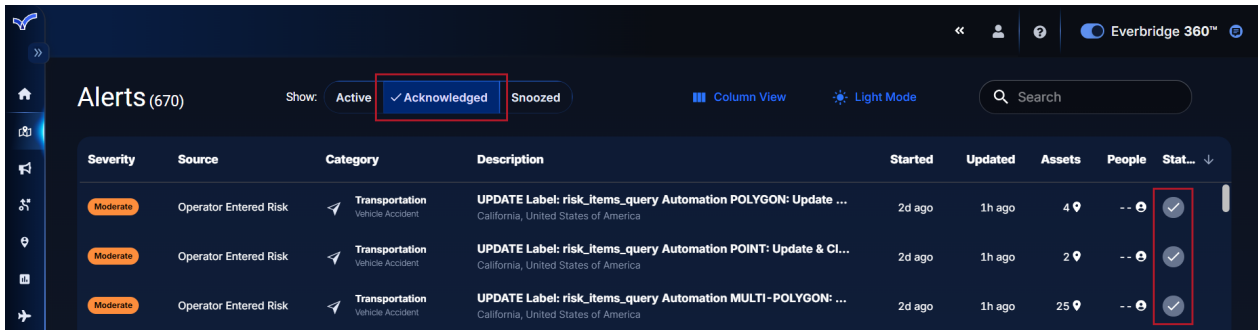 Everbridge 360™
Alerts (670)
Show: Active Acknowledged Snoozed
Column View
Light Mode
Search
Severity Source Category Description Started Updated Assets People Stat...
Moderate Operator Entered Risk Transportation UPDATE Label: risk_items_query Automation POLYGON: Update ... 2d ago 1h ago 4 --
Vehicle Accident California, United States of America
Moderate Operator Entered Risk Transportation UPDATE Label: risk_items_query Automation POINT: Update & Cl... 2d ago 1h ago 2 --
Vehicle Accident California, United States of America
Moderate Operator Entered Risk Transportation UPDATE Label: risk_items_query Automation MULTI-POLYGON: ... 2d ago 1h ago 25 --
Vehicle Accident California, United States of America